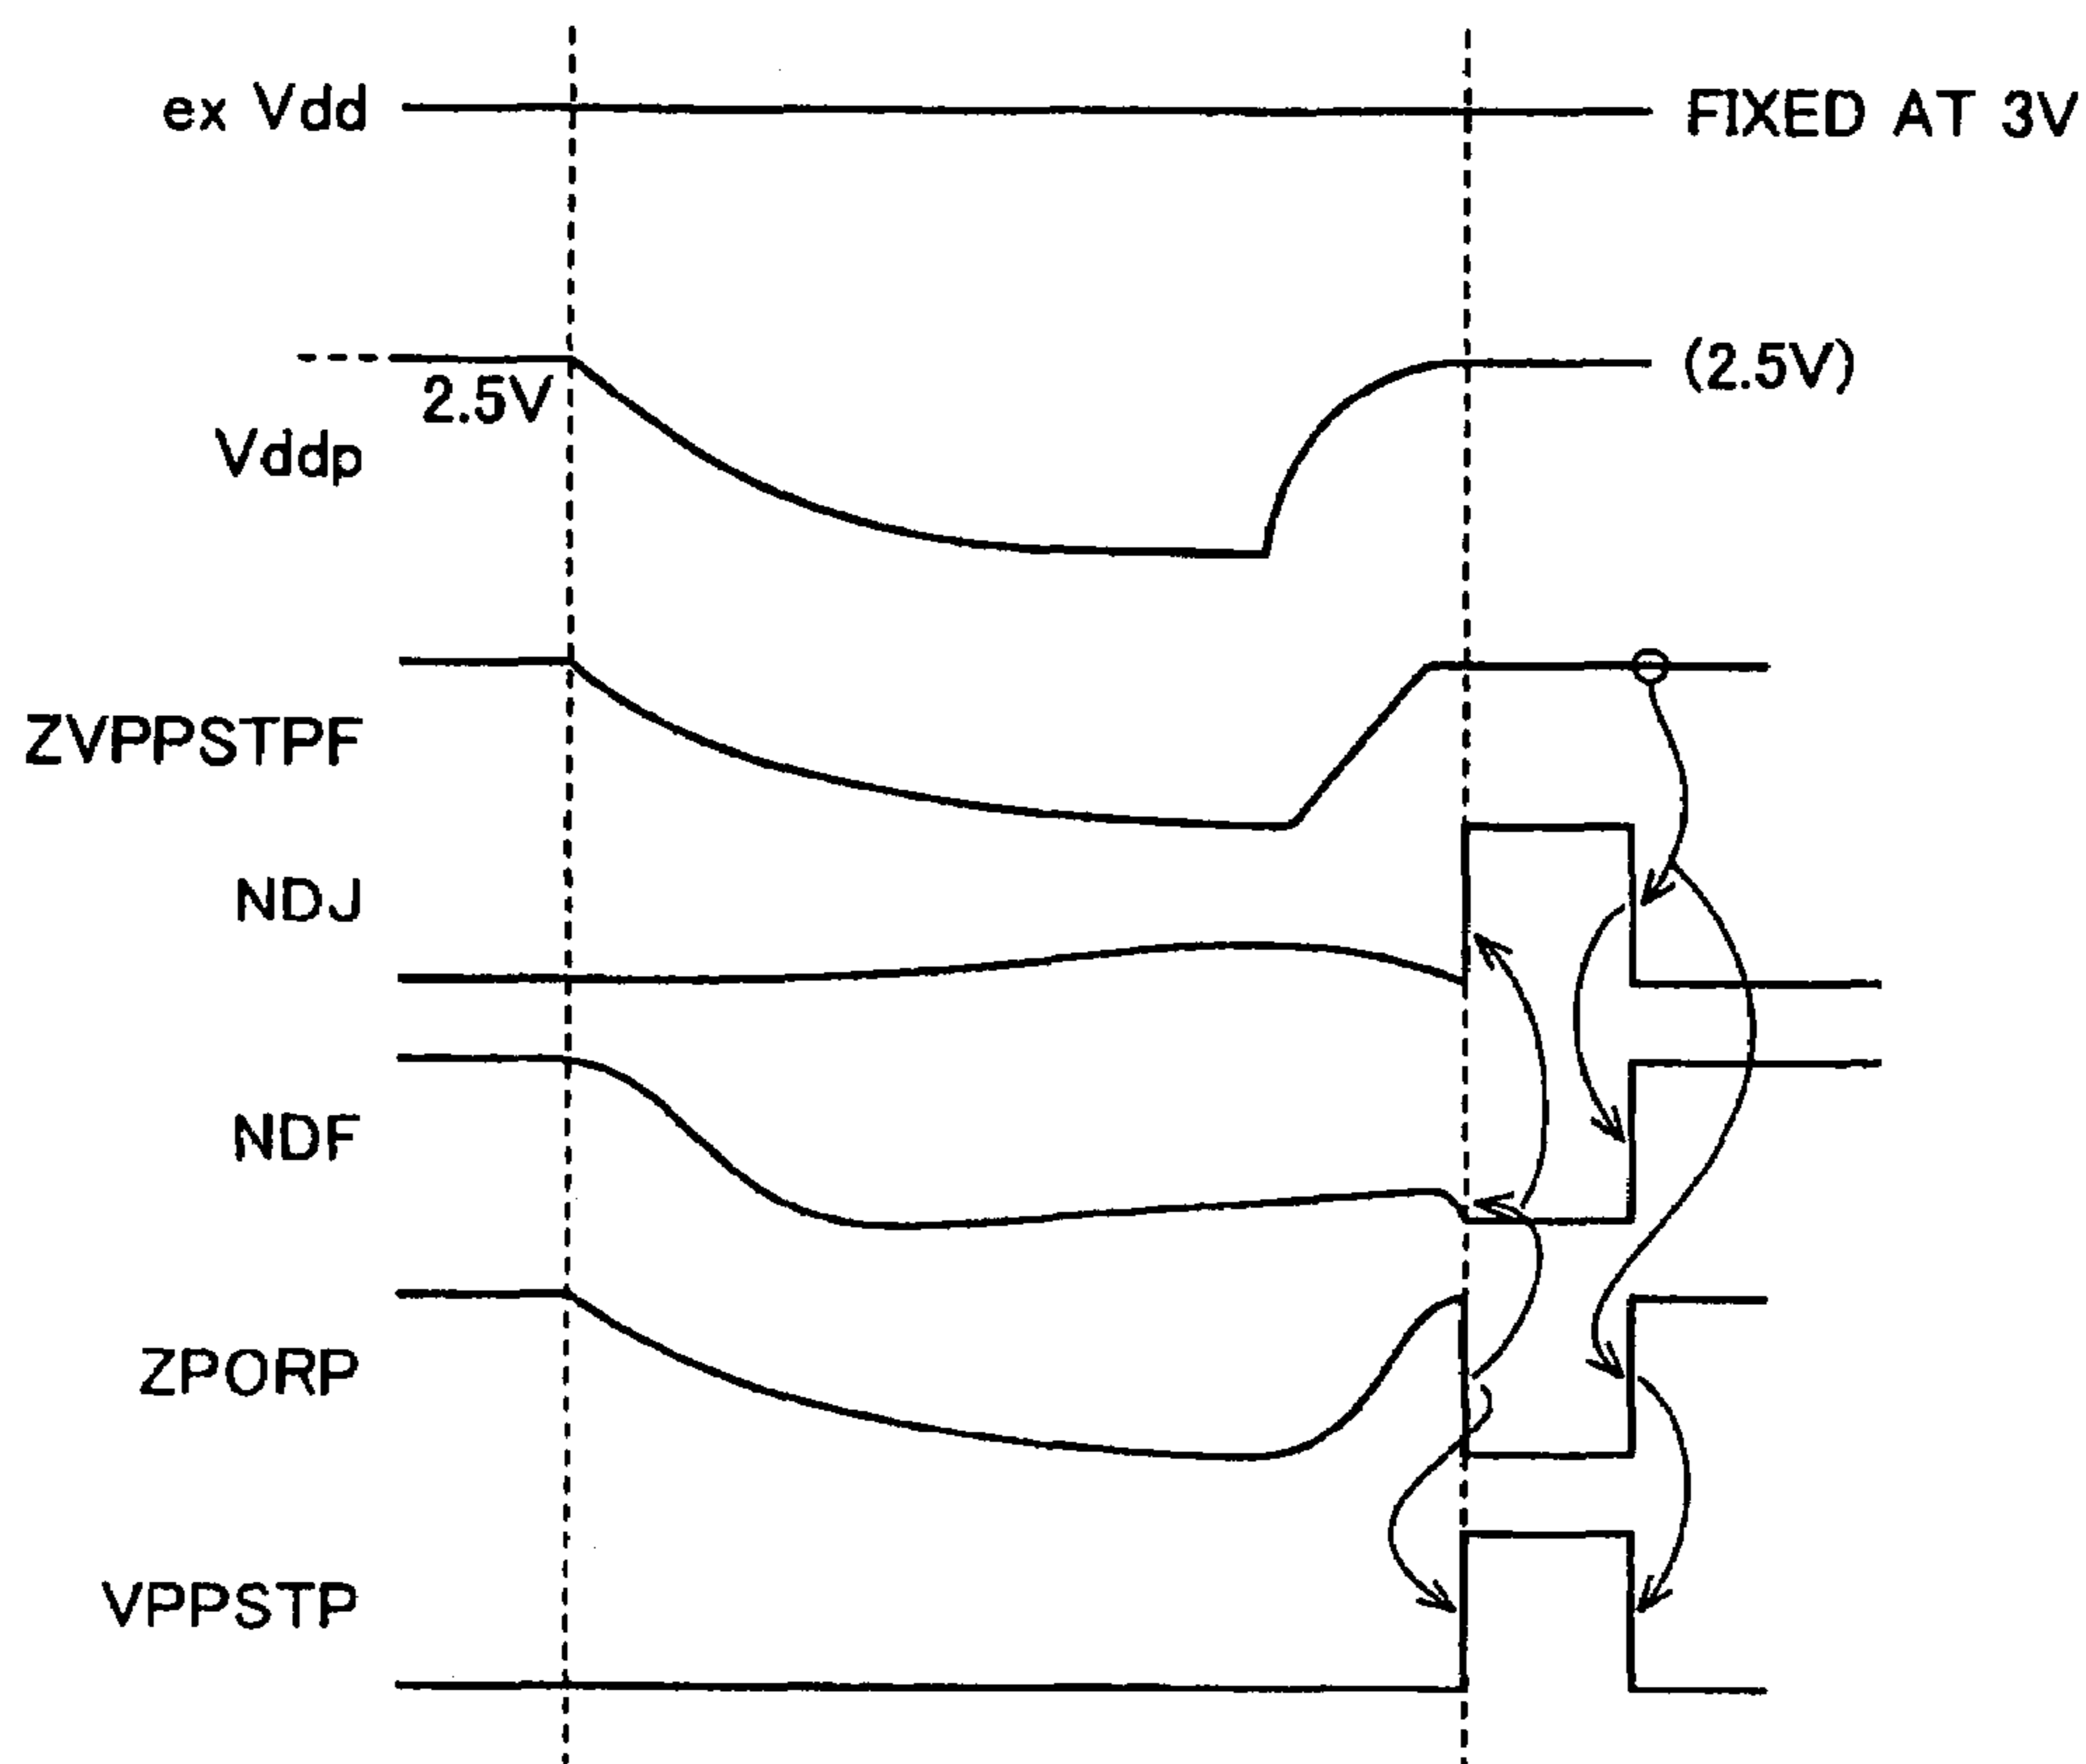 ex Vdd
FIXED AT 3V
2.5V
(2.5V)
Vddp
ZVPPSTPF
NDJ
NDF
ZPORP
VPPSTP